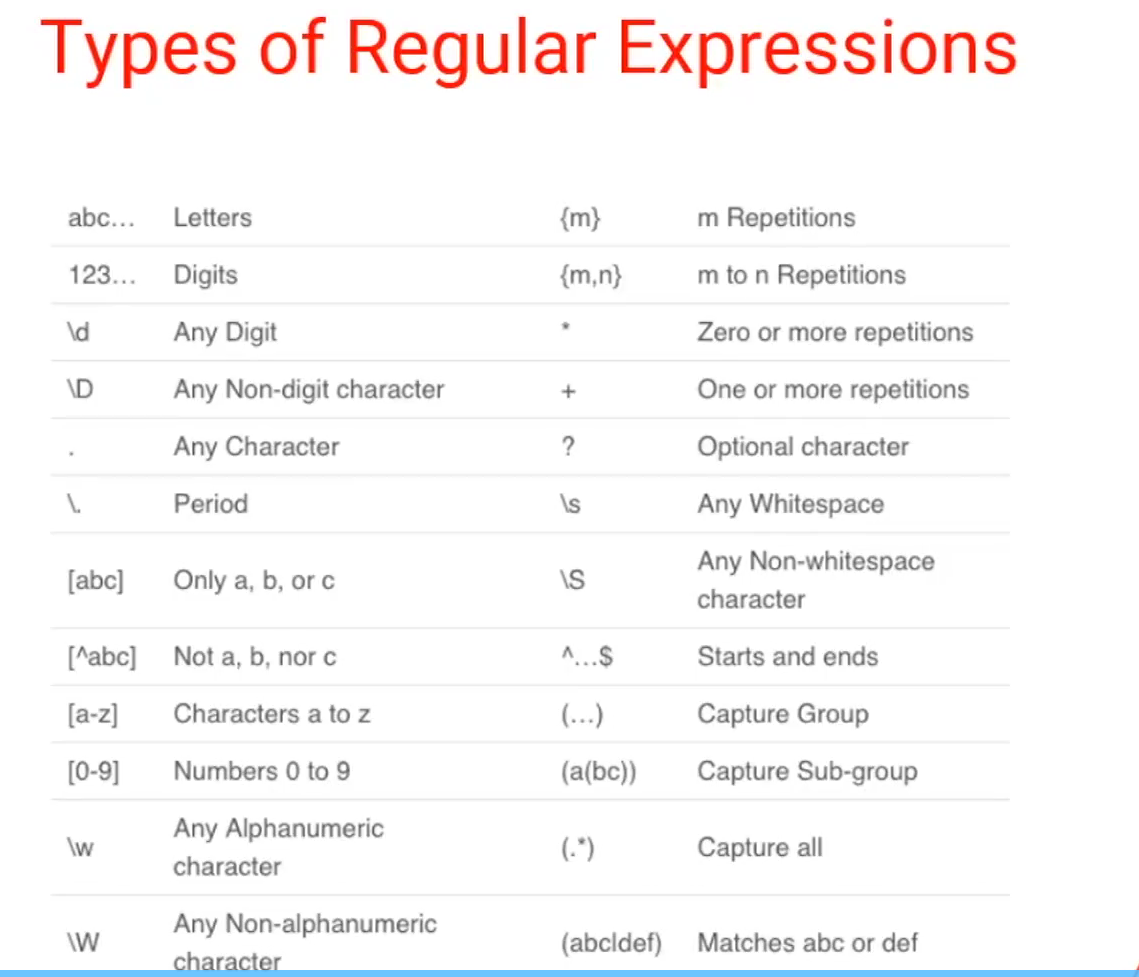 Types of Regular Expressions
abc... Letters {m} m Repetitions
123... Digits {m,n} m to n Repetitions
\d Any Digit * Zero or more repetitions
\D Any Non-digit character + One or more repetitions
. Any Character ? Optional character
\. Period \s Any Whitespace
[abc] Only a, b, or c \S Any Non-whitespace
character
[^abc] Not a, b, nor c ^...$ Starts and ends
[a-z] Characters a to z (...) Capture Group
[0-9] Numbers 0 to 9 (a(bc)) Capture Sub-group
\w Any Alphanumeric
character (.*) Capture all
\W Any Non-alphanumeric
character (abc|def) Matches abc or def